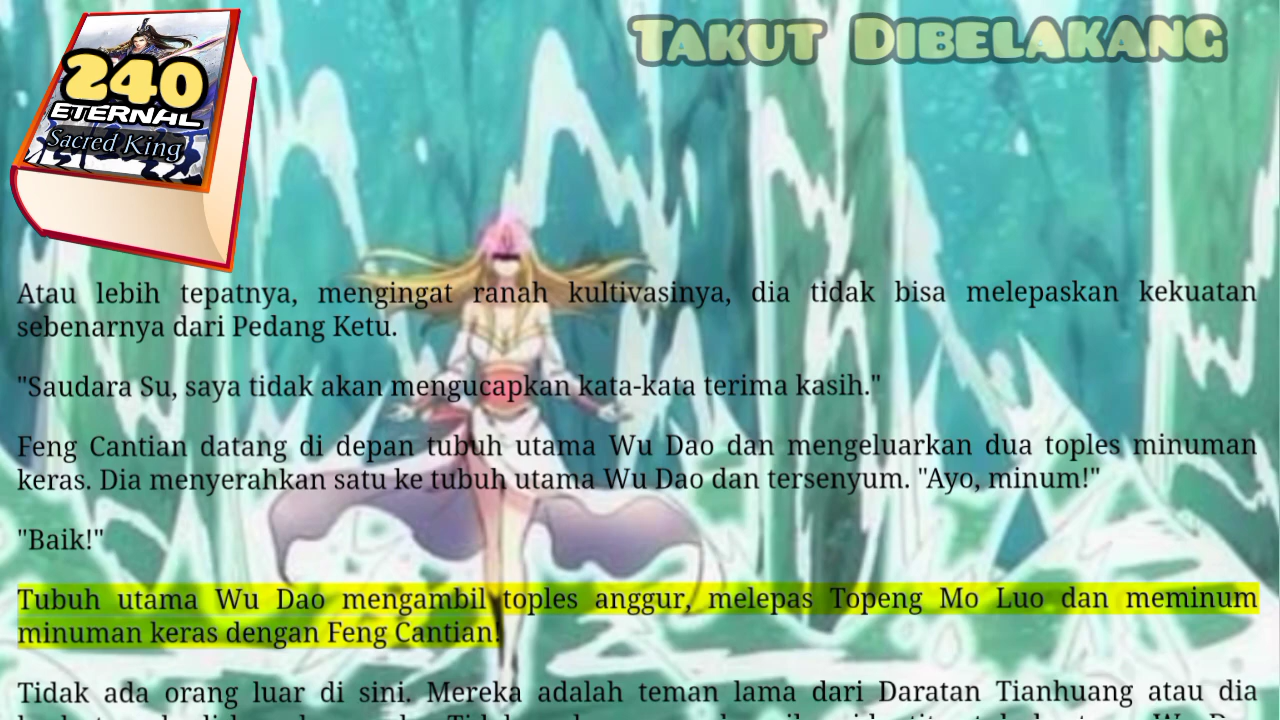 Takut Dibelakang
240
ETERNAL
Sacred King
Atau lebih tepatnya, mengingat ranah kultivasinya, dia tidak bisa melepaskan kekuatan
sebenarnya dari Pedang Ketu.
"Saudara Su, saya tidak akan mengucapkan kata-kata terima kasih."
Feng Cantian datang di depan tubuh utama Wu Dao dan mengeluarkan dua toples minuman
keras. Dia menyerahkan satu ke tubuh utama Wu Dao dan tersenyum. "Ayo, minum!"
"Baik!"
Tubuh utama Wu Dao mengambil toples anggur, melepas Topeng Mo Luo dan meminum
minuman keras dengan Feng Cantian!
Tidak ada orang luar di sini. Mereka adalah teman lama dari Daratan Tianhuang atau dia